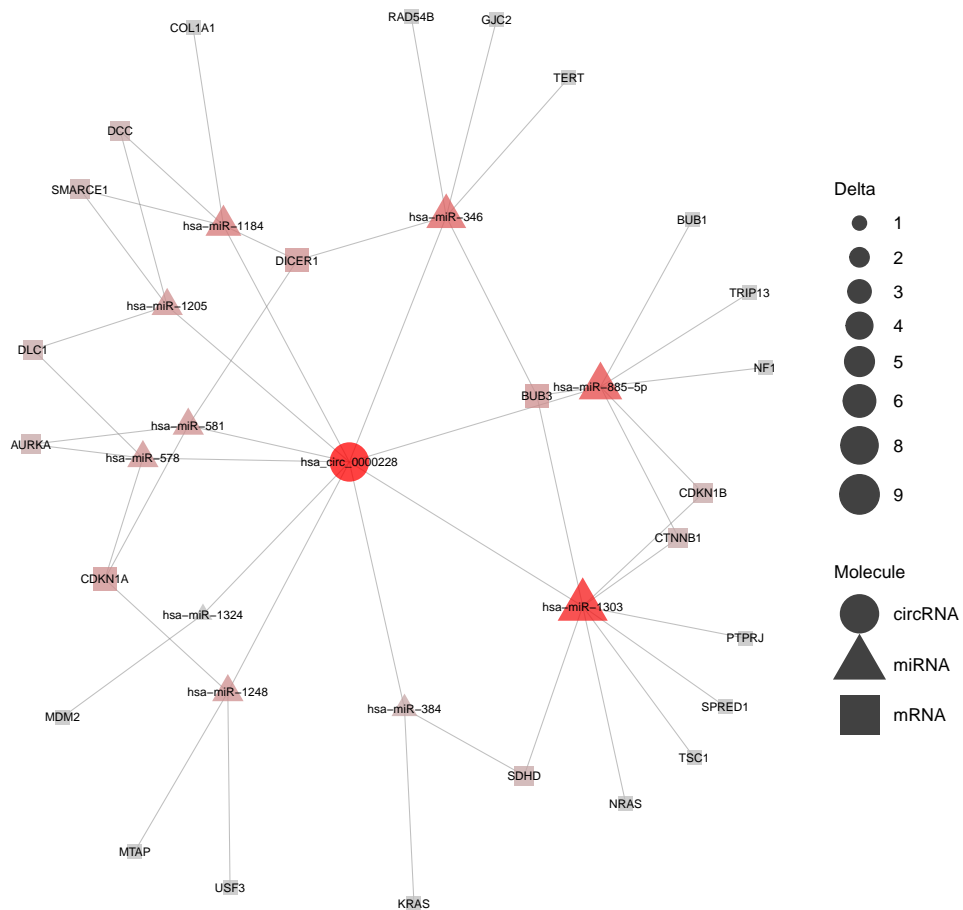 RAD54B
GJC2
COL1A1
TERT
DCC
SMARCE1
hsa−miR−1184
hsa−miR−346
BUB1
DICER1
TRIP13
hsa−miR−1205
DLC1
NF1
hsa−miR−885−5p
BUB3
hsa−miR−581
AURKA
hsa−miR−578
hsa_circ_0000228
CDKN1B
CTNNB1
CDKN1A
hsa−miR−1303
hsa−miR−1324
PTPRJ
hsa−miR−1248
hsa−miR−384
SPRED1
MDM2
TSC1
SDHD
NRAS
MTAP
USF3
KRAS
Delta
1
2
3
4
5
6
8
9
Molecule
circRNA
miRNA
mRNA